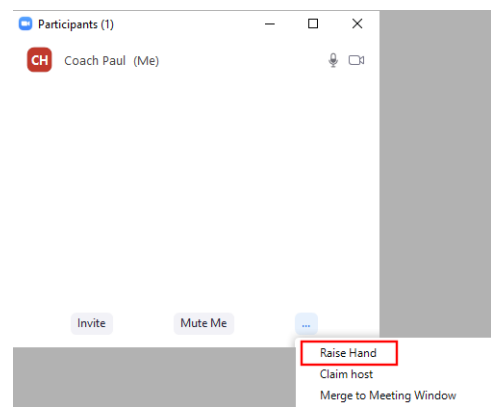 Participants (1)
CH Coach Paul (Me)
Invite Mute Me ...
Raise Hand
Claim host
Merge to Meeting Window